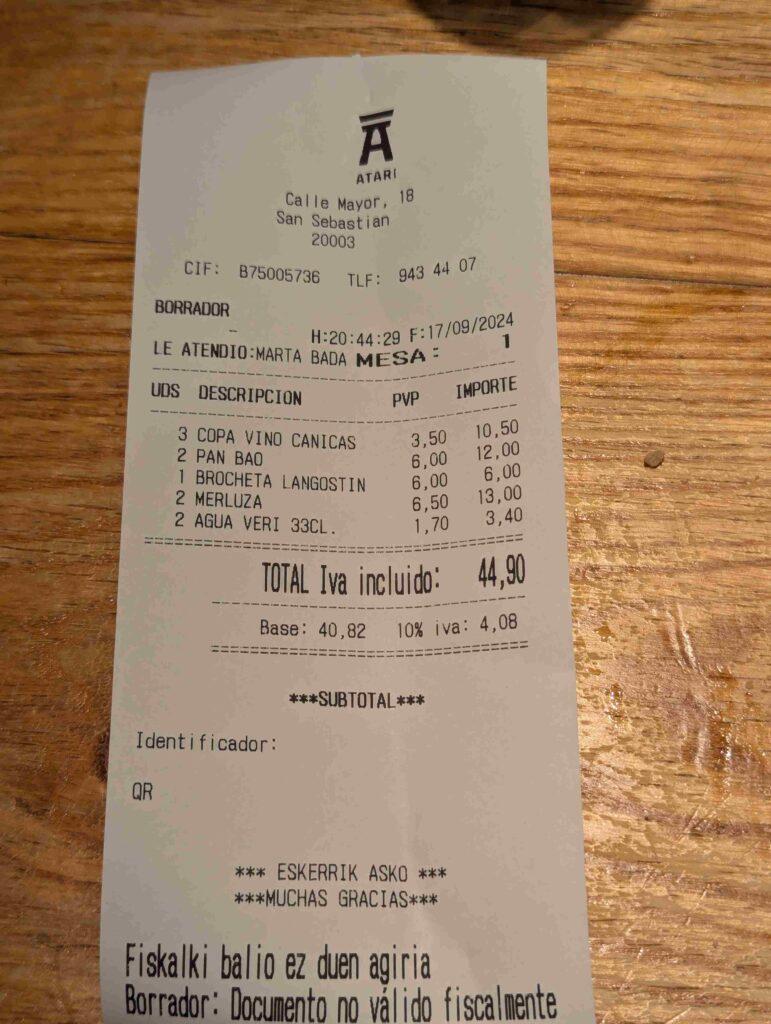 ATARI
Calle Mayor, 18
San Sebastian
20003
CIF: B75005736 TLF: 943 44 07
BORRADOR
H:20:44:29 F:17/09/2024
LE ATENDIO:MARTA BADA MESA: 1
UDS DESCRIPCION PVP IMPORTE
3 COPA VINO CANICAS 3,50 10,50
2 PAN BAO 6,00 12,00
1 BROCHETA LANGOSTIN 6,00 6,00
2 MERLUZA 6,50 13,00
2 AGUA VERI 33CL. 1,70 3,40
TOTAL Iva incluido: 44,90
Base: 40,82 10% iva: 4,08
***SUBTOTAL***
Identificador:
QR
*** ESKERRIK ASKO ***
***MUCHAS GRACIAS***
Fiskalki balio ez duen agiria
Borrador: Documento no válido fiscalmente